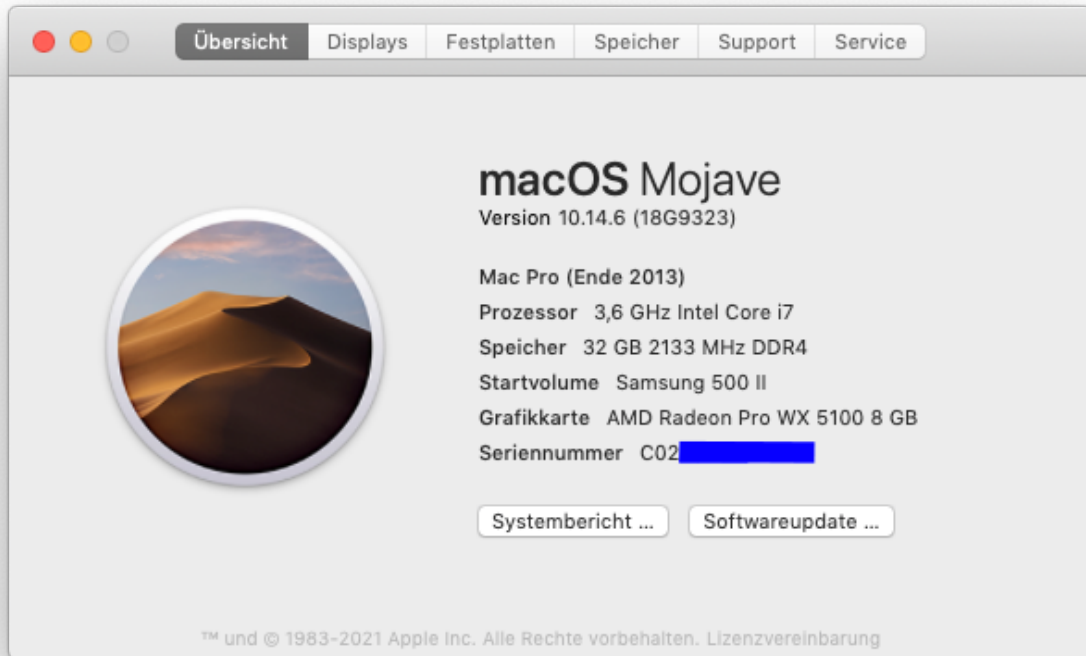 Übersicht Displays Festplatten Speicher Support Service
macOS Mojave
Version 10.14.6 (18G9323)
Mac Pro (Ende 2013)
Prozessor 3,6 GHz Intel Core i7
Speicher 32 GB 2133 MHz DDR4
Startvolume Samsung 500 II
Grafikkarte AMD Radeon Pro WX 5100 8 GB
Seriennummer C02
Systembericht ... Softwareupdate ...
™ und © 1983-2021 Apple Inc. Alle Rechte vorbehalten. Lizenzvereinbarung